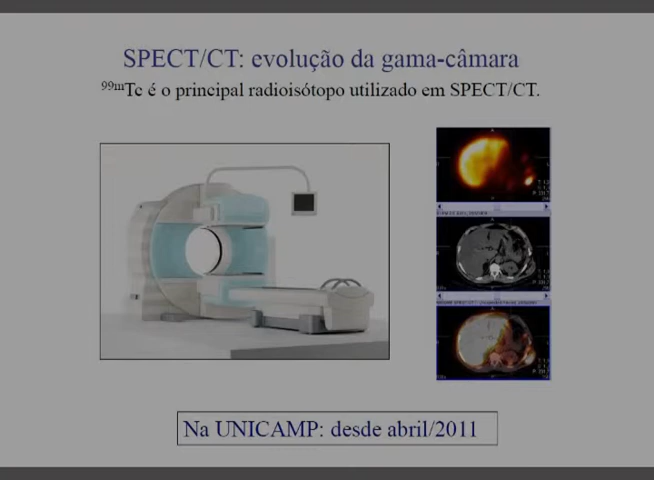 SPECT/CT: evolução da gama-câmara
99mTc é o principal radioisótopo utilizado em SPECT/CT.
Na UNICAMP: desde abril/2011